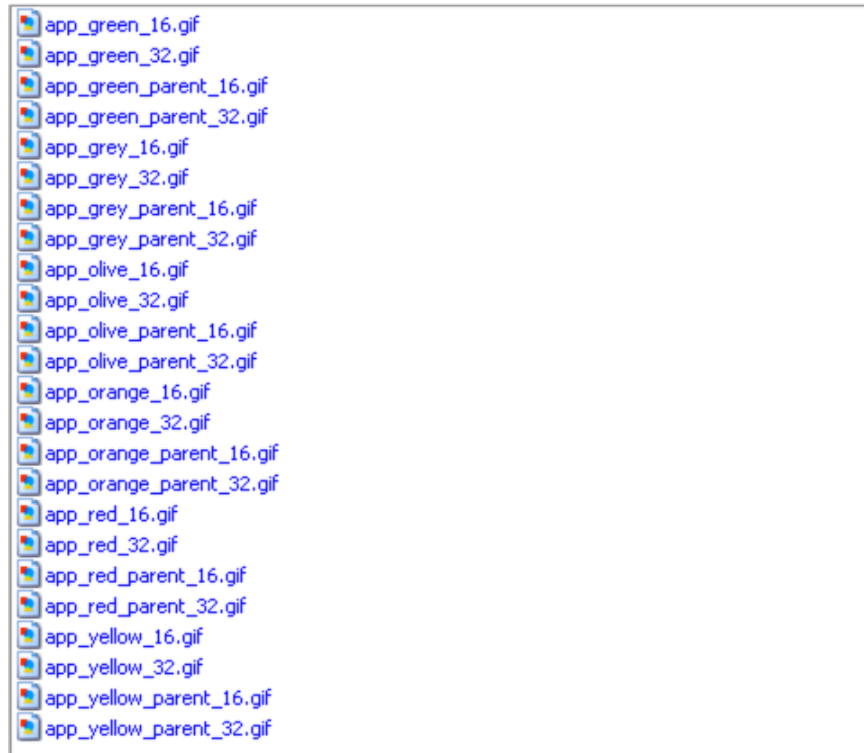 app_green_16.gif
app_green_32.gif
app_green_parent_16.gif
app_green_parent_32.gif
app_grey_16.gif
app_grey_32.gif
app_grey_parent_16.gif
app_grey_parent_32.gif
app_olive_16.gif
app_olive_32.gif
app_olive_parent_16.gif
app_olive_parent_32.gif
app_orange_16.gif
app_orange_32.gif
app_orange_parent_16.gif
app_orange_parent_32.gif
app_red_16.gif
app_red_32.gif
app_red_parent_16.gif
app_red_parent_32.gif
app_yellow_16.gif
app_yellow_32.gif
app_yellow_parent_16.gif
app_yellow_parent_32.gif